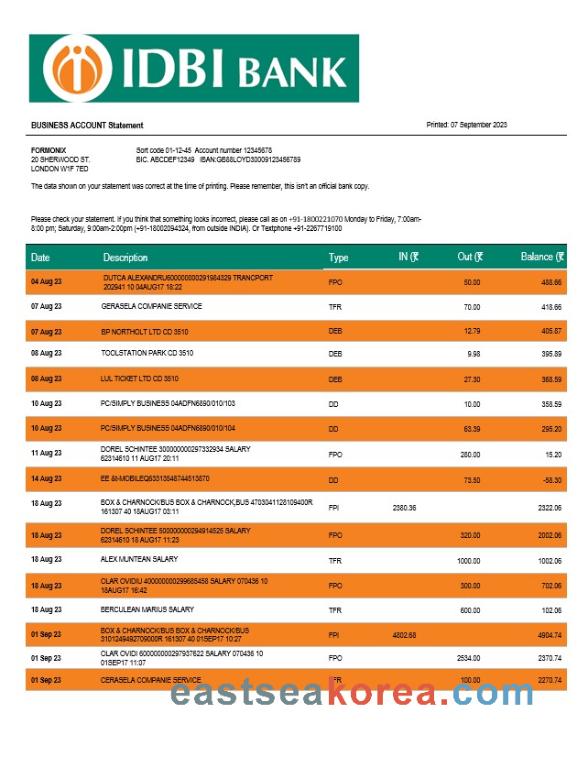 IDBI BANK
BUSINESS ACCOUNT Statement Printed: 07 September 2023
FORMONIX Sort code 01-12-45 Account number 12345678
20 SHERWOOD ST. BIC. ABCDEF12349 IBAN:GB88LOYD30009123456789
LONDON W1F 7ED
The data shown on your statement was correct at the time of printing. Please remember, this isn't an official bank copy.
Please check your statement. If you think that something looks incorrect, please call as on +91-1800221070 Monday to Friday, 7:00am-
8:00 pm; Saturday, 9:00am-2:00pm (+91-1802094324, from outside INDIA). Or Textphone +91-2267719100
Date Description Type IN (₹ Out (₹ Balance (₹
04 Aug 23 DUTCA ALEXANDRU600000000291984329 TRANCPORT FPO 50.00 488.66
202941 10 04AUG17 18:22
07 Aug 23 GERASELA COMPANIE SERVICE TFR 70.00 418.66
07 Aug 23 BP NORTHOLT LTD CD 3510 DEB 12.79 405.87
08 Aug 23 TOOLSTATION PARK CD 3510 DEB 9.98 395.89
08 Aug 23 LUL TICKET LTD CD 3510 DEB 27.30 368.59
10 Aug 23 PC/SIMPLY BUSINESS 04ADFN6890/010/103 DD 10.00 358.59
10 Aug 23 PC/SIMPLY BUSINESS 04ADFN6890/010/104 DD 63.39 295.20
11 Aug 23 DOREL SCHINTEE 300000000297332934 SALARY FPO 280.00 15.20
62314610 11 AUG17 20:11
14 Aug 23 EE &t-MOBILEQ63313548744513870 DD 73.50 -58.30
18 Aug 23 BOX & CHARNOCK/BUS BOX & CHARNOCK,BUS 4703041128109400R FPI 2380.36 2322.06
161307 40 18AUG17 03:11
18 Aug 23 DOREL SCHINTEE 500000000294914525 SALARY FPO 320.00 2002.06
62314610 18 AUG17 11:23
18 Aug 23 ALEX MUNTEAN SALARY TFR 1000.00 1002.06
18 Aug 23 OLAR OVIDIU 400000000299685458 SALARY 070436 10 FPO 300.00 702.06
18AUG17 16:42
18 Aug 23 BERCULEAN MARIUS SALARY TFR 600.00 102.06
01 Sep 23 BOX & CHARNOCK/BUS BOX & CHARNOCK/BUS FPI 4802.68 4904.74
3101249492709000R 161307 40 01SEP17 10:27
01 Sep 23 OLAR OVIDI 600000000297937622 SALARY 070436 10 FPO 2534.00 2370.74
01SEP17 11:07
01 Sep 23 CERASELA COMPANIE SERVICE TFR 100.00 2270.74
eastseakorea.com